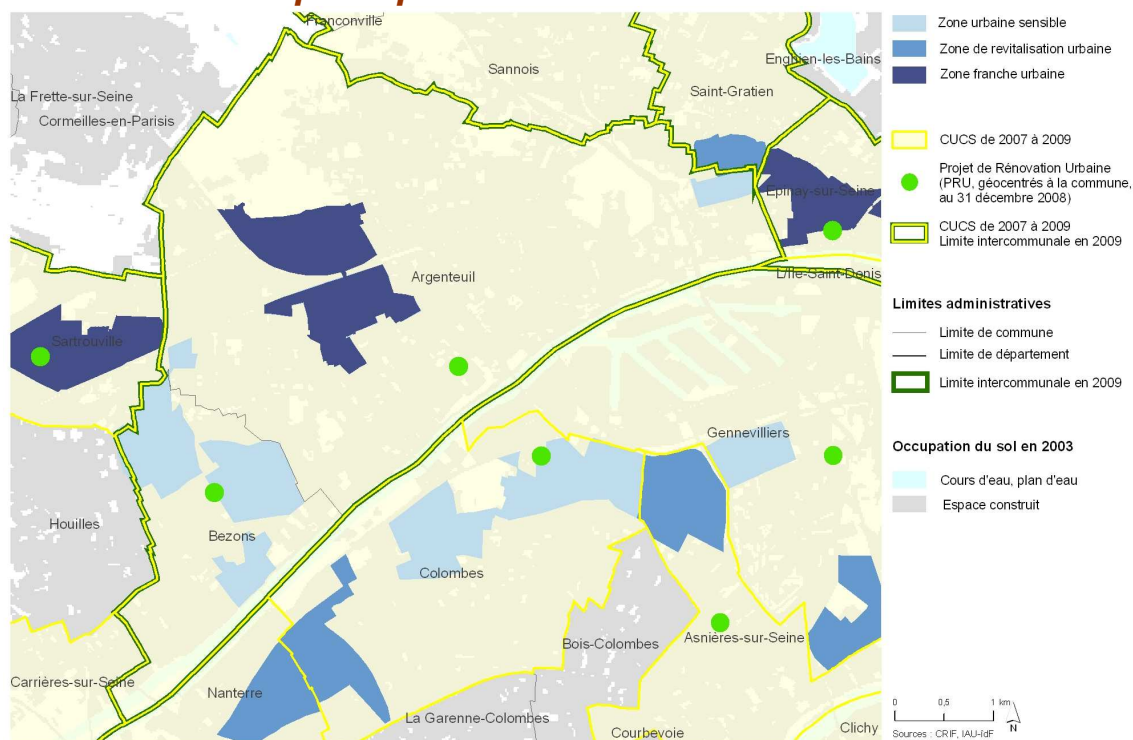 Franconville
Sannois
Enghien-les-Bains
Saint-Gratien
La Frette-sur-Seine
Cormeilles-en-Parisis
Epinay-sur-Seine
L'Ile-Saint-Denis
Argenteuil
Sartrouville
Gennevilliers
Houilles
Bezons
Colombes
Bois-Colombes
Asnières-sur-Seine
Carrières-sur-Seine
Nanterre
La Garenne-Colombes
Courbevoie
Clichy
Zone urbaine sensible
Zone de revitalisation urbaine
Zone franche urbaine
CUCS de 2007 à 2009
Projet de Rénovation Urbaine
(PRU, géocentrés à la commune,
au 31 décembre 2008)
CUCS de 2007 à 2009
Limite intercommunale en 2009
Limites administratives
Limite de commune
Limite de département
Limite intercommunale en 2009
Occupation du sol en 2003
Cours d'eau, plan d'eau
Espace construit
0 0,5 1 km
N
Sources : CRIF, IAU-îdF